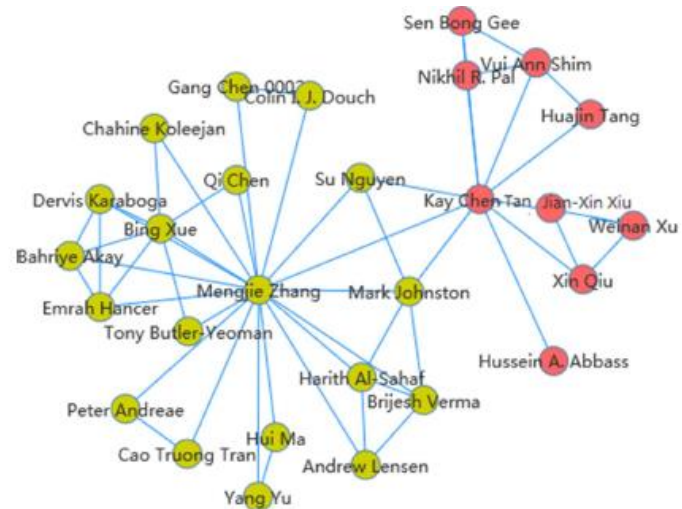 Sen Bong Gee
Vui Ann Shim
Nikhil R. Pal
Gang Chen 0002
Colin I. J. Douch
Huajin Tang
Chahine Koleejan
Qi Chen
Su Nguyen
Dervis Karaboga
Kay Chen Tan
Jian-Xin Xiu
Bing Xue
Weinan Xu
Bahriye Akay
Mengjie Zhang
Mark Johnston
Xin Qiu
Emrah Hancer
Tony Butler-Yeoman
Hussein A. Abbass
Harith Al-Sahaf
Brijesh Verma
Peter Andreae
Hui Ma
Cao Truong Tran
Andrew Lensen
Yang Yu